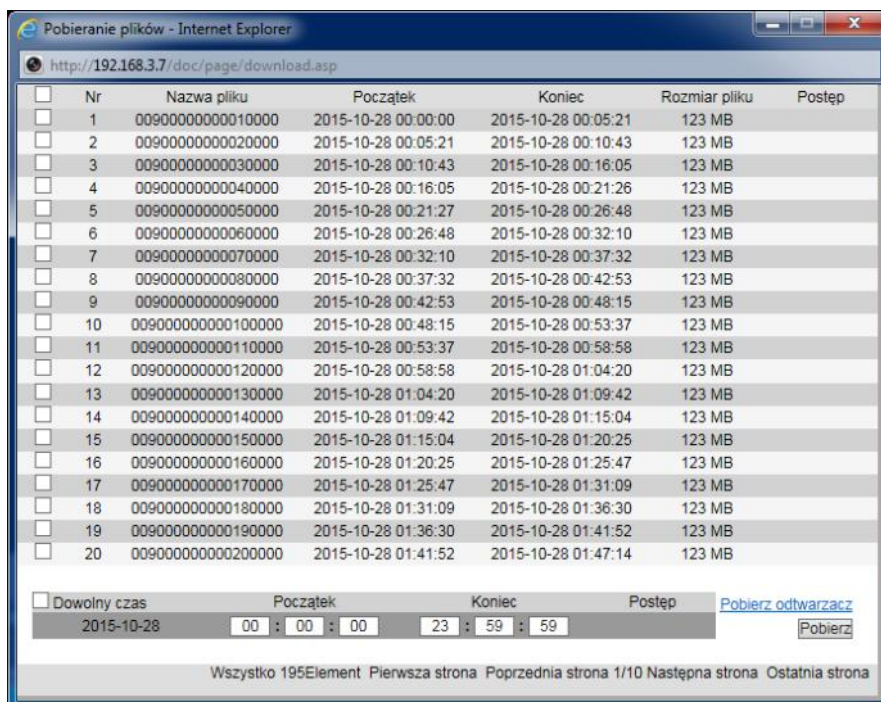 Pobieranie plików - Internet Explorer
http://192.168.3.7/doc/page/download.asp
Nr Nazwa pliku Początek Koniec Rozmiar pliku Postęp
1 00900000000010000 2015-10-28 00:00:00 2015-10-28 00:05:21 123 MB
2 00900000000020000 2015-10-28 00:05:21 2015-10-28 00:10:43 123 MB
3 00900000000030000 2015-10-28 00:10:43 2015-10-28 00:16:05 123 MB
4 00900000000040000 2015-10-28 00:16:05 2015-10-28 00:21:26 123 MB
5 00900000000050000 2015-10-28 00:21:27 2015-10-28 00:26:48 123 MB
6 00900000000060000 2015-10-28 00:26:48 2015-10-28 00:32:10 123 MB
7 00900000000070000 2015-10-28 00:32:10 2015-10-28 00:37:32 123 MB
8 00900000000080000 2015-10-28 00:37:32 2015-10-28 00:42:53 123 MB
9 00900000000090000 2015-10-28 00:42:53 2015-10-28 00:48:15 123 MB
10 009000000000100000 2015-10-28 00:48:15 2015-10-28 00:53:37 123 MB
11 009000000000110000 2015-10-28 00:53:37 2015-10-28 00:58:58 123 MB
12 009000000000120000 2015-10-28 00:58:58 2015-10-28 01:04:20 123 MB
13 009000000000130000 2015-10-28 01:04:20 2015-10-28 01:09:42 123 MB
14 009000000000140000 2015-10-28 01:09:42 2015-10-28 01:15:04 123 MB
15 009000000000150000 2015-10-28 01:15:04 2015-10-28 01:20:25 123 MB
16 009000000000160000 2015-10-28 01:20:25 2015-10-28 01:25:47 123 MB
17 009000000000170000 2015-10-28 01:25:47 2015-10-28 01:31:09 123 MB
18 009000000000180000 2015-10-28 01:31:09 2015-10-28 01:36:30 123 MB
19 009000000000190000 2015-10-28 01:36:30 2015-10-28 01:41:52 123 MB
20 009000000000200000 2015-10-28 01:41:52 2015-10-28 01:47:14 123 MB
Dowolny czas Początek Koniec Postęp Pobierz odtwarzacz
2015-10-28 00 : 00 : 00 23 : 59 : 59 Pobierz
Wszystko 195Element Pierwsza strona Poprzednia strona 1/10 Następna strona Ostatnia strona